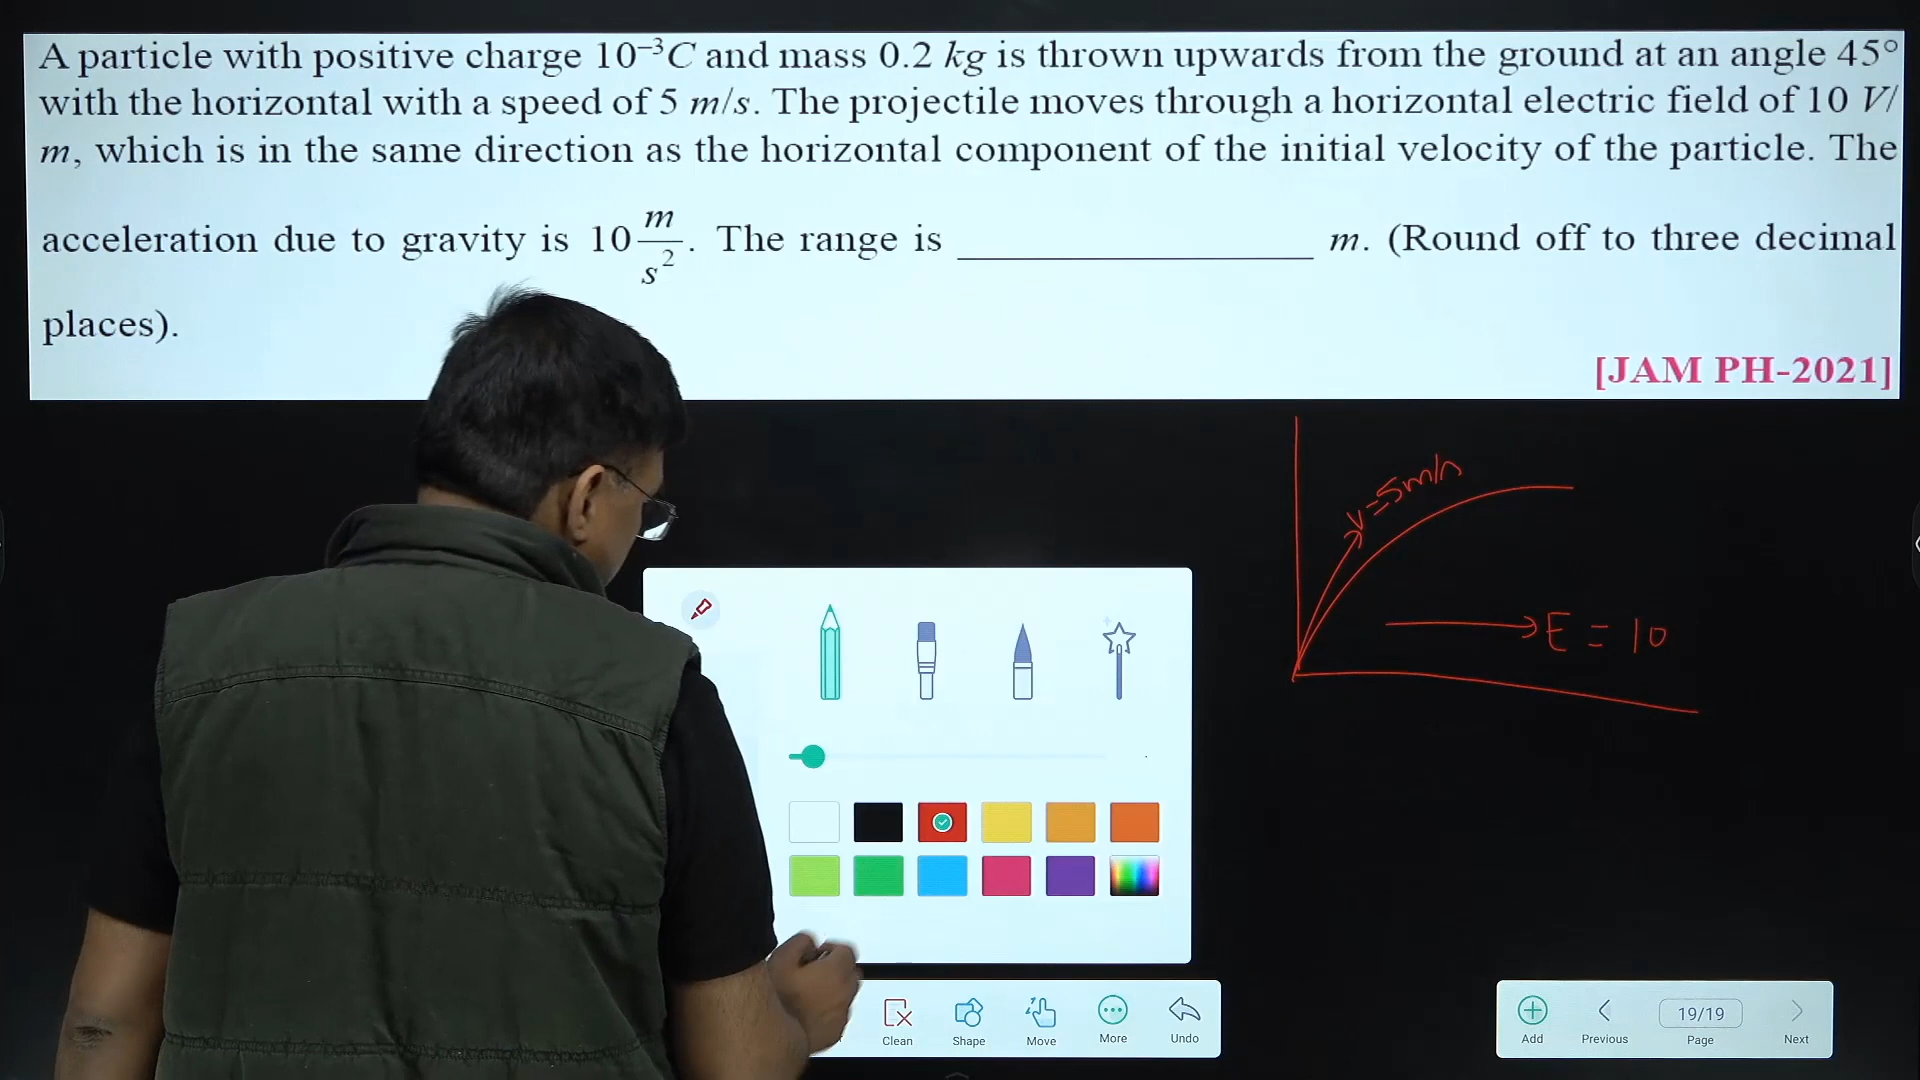 A particle with positive charge 10⁻³C and mass 0.2 kg is thrown upwards from the ground at an angle 45°
with the horizontal with a speed of 5 m/s. The projectile moves through a horizontal electric field of 10 V/
m, which is in the same direction as the horizontal component of the initial velocity of the particle. The
acceleration due to gravity is 10 m/s². The range is ____________ m. (Round off to three decimal
places).
[JAM PH-2021]
v=5m/s
E = 10
Clean Shape Move More Undo
19/19
Add Previous Page Next